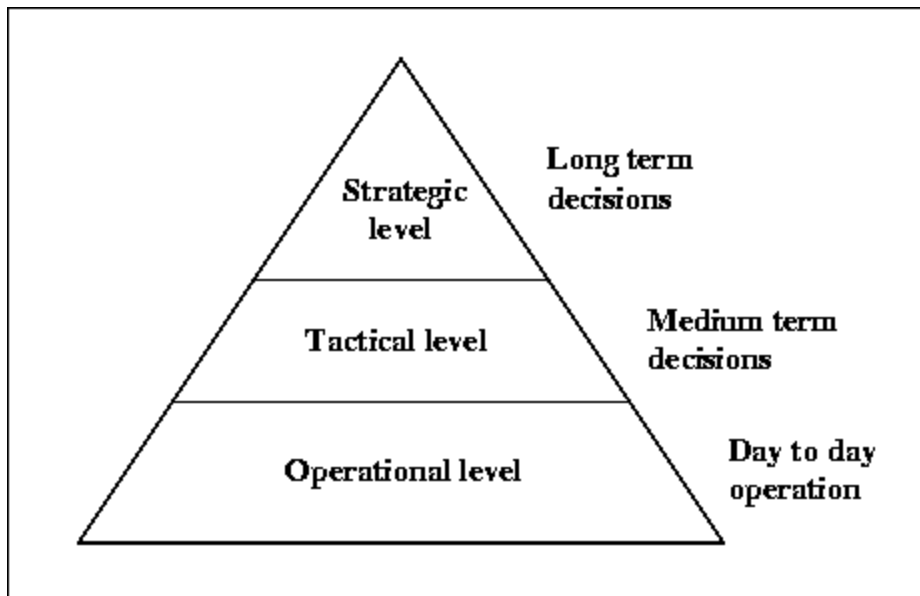 Strategic
level
Long term
decisions
Tactical level
Medium term
decisions
Operational level
Day to day
operation